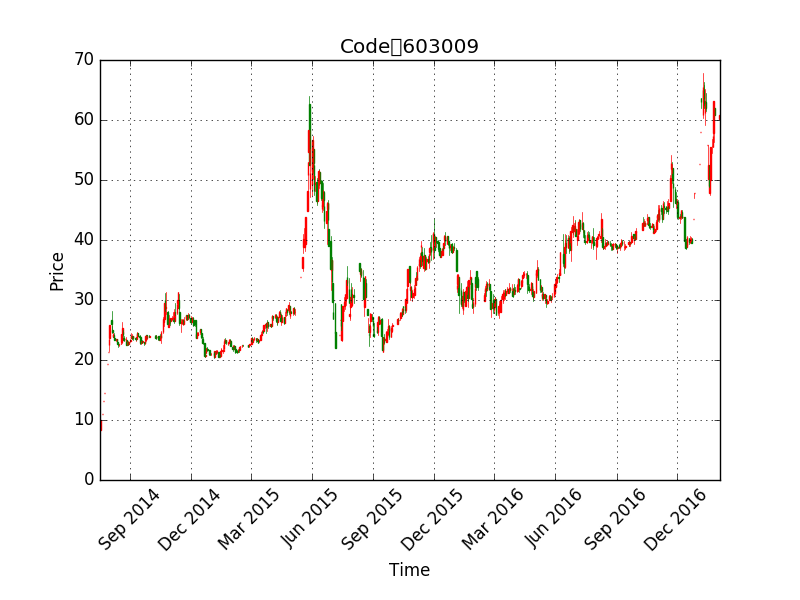 Code▯603009
70
60
50
40
30
20
10
0
Price
Sep 2014
Dec 2014
Mar 2015
Jun 2015
Sep 2015
Dec 2015
Mar 2016
Jun 2016
Sep 2016
Dec 2016
Time